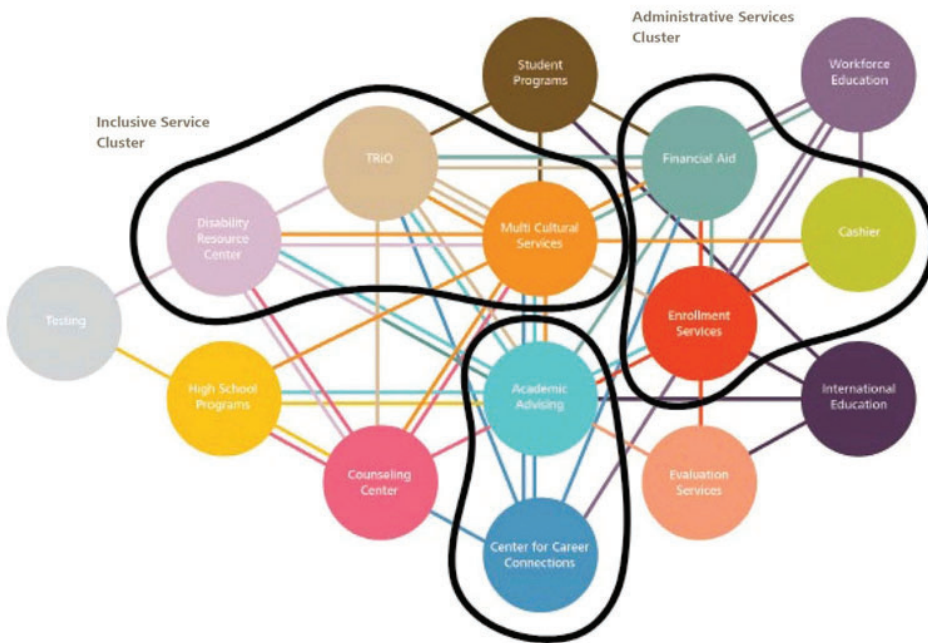 Administrative Services
Cluster
Student
Programs
Workforce
Education
Inclusive Service
Cluster
TRiO
Financial Aid
Disability
Resource
Center
Multi Cultural
Services
Cashier
Testing
Enrollment
Services
High School
Programs
Academic
Advising
International
Education
Counseling
Center
Evaluation
Services
Center for Career
Connections